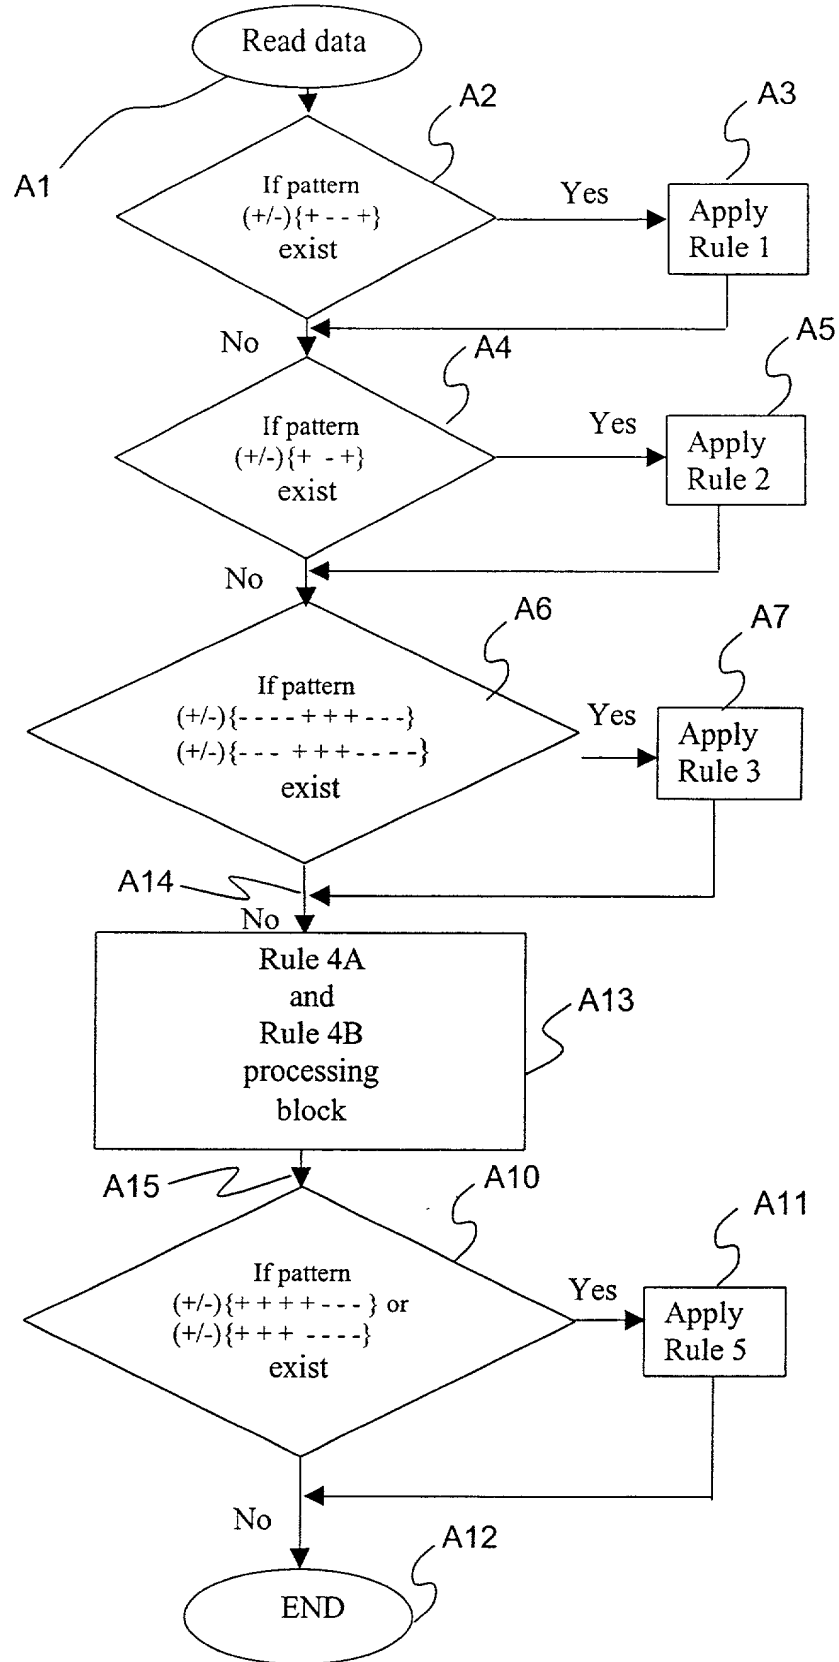 Read data
A1
A2
If pattern
(+/-){+ - - +}
exist
Yes
A3
Apply
Rule 1
No
A4
If pattern
(+/-){+ - +}
exist
Yes
A5
Apply
Rule 2
No
A6
If pattern
(+/-){- - - - + + + - - -}
(+/-){- - - + + + - - - -}
exist
Yes
A7
Apply
Rule 3
A14
No
Rule 4A
and
Rule 4B
processing
block
A13
A15
A10
If pattern
(+/-){+ + + + - - - } or
(+/-){+ + + - - - -}
exist
Yes
A11
Apply
Rule 5
No
A12
END